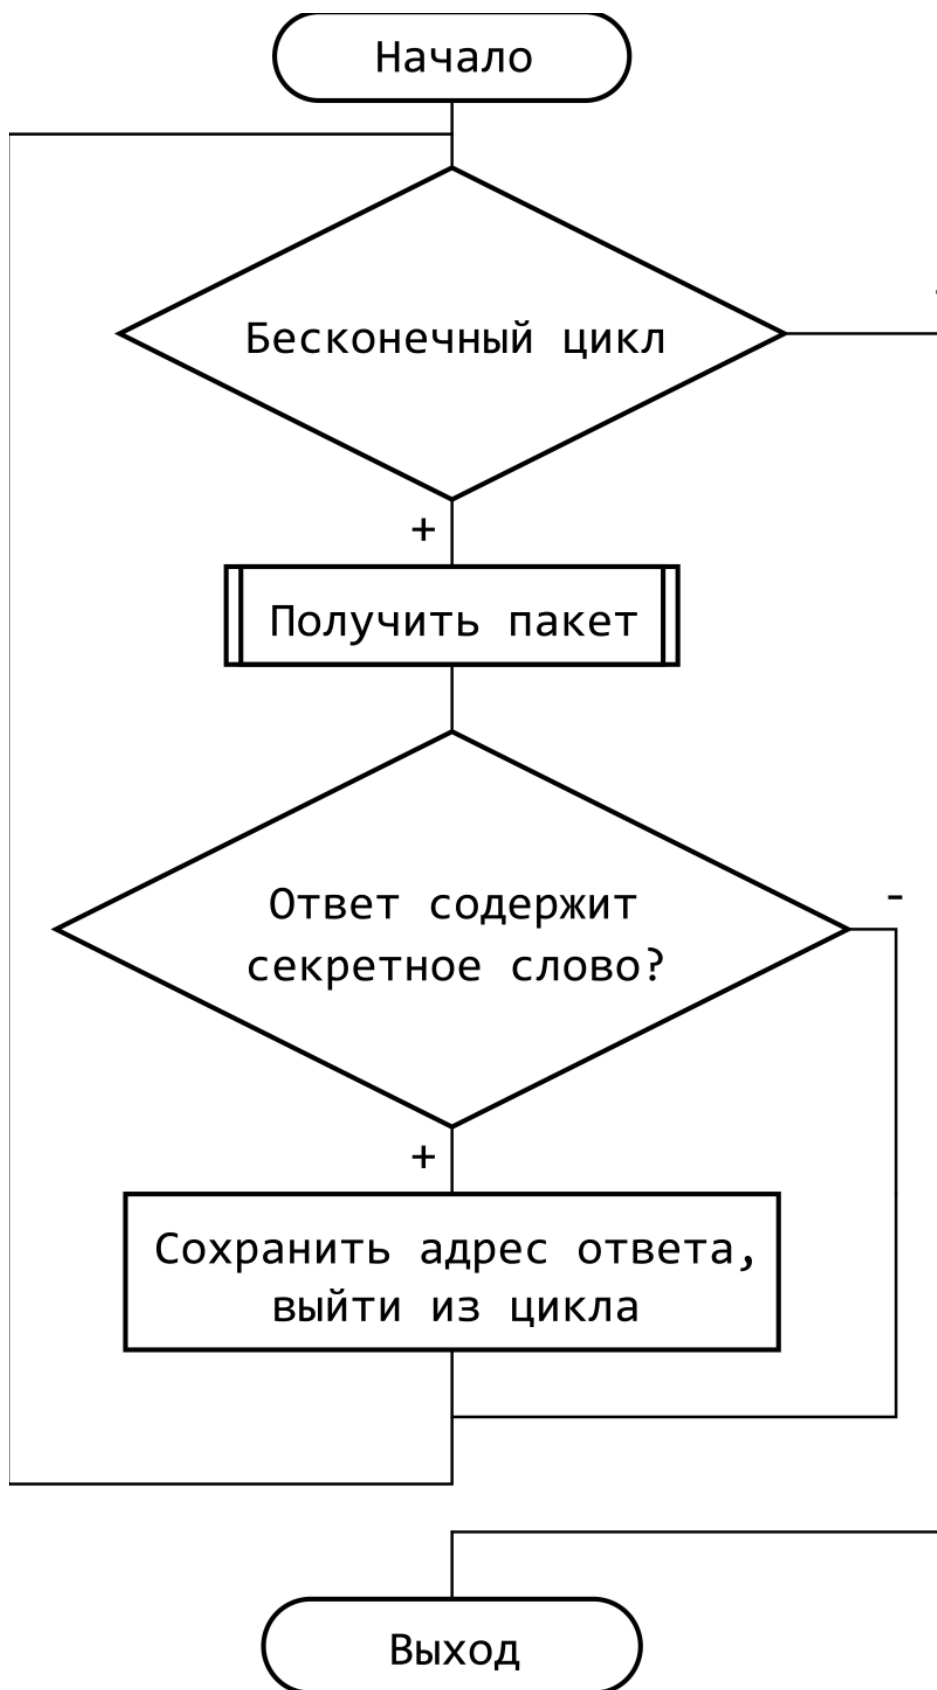 Начало
Бесконечный цикл
+
Получить пакет
Ответ содержит
секретное слово?
-
+
Сохранить адрес ответа,
выйти из цикла
Выход